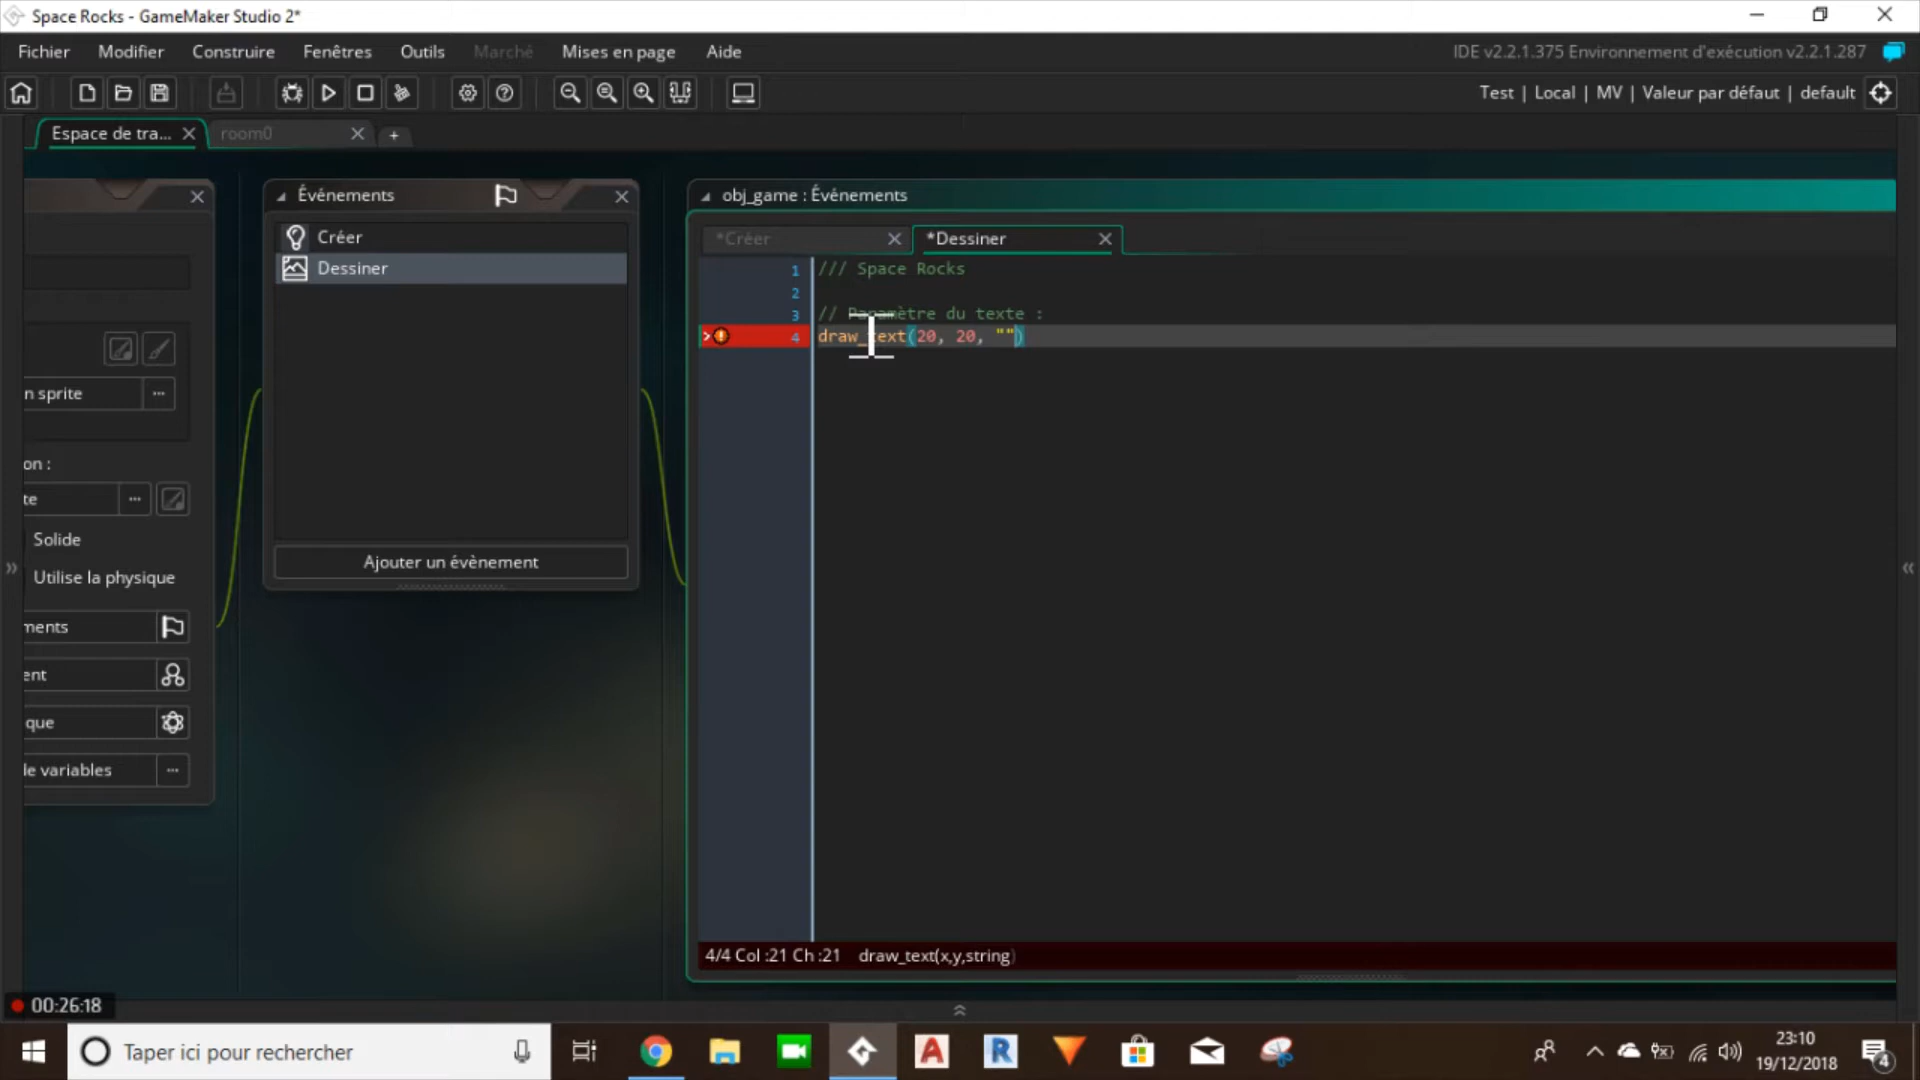 Space Rocks - GameMaker Studio 2*
Fichier Modifier Construire Fenêtres Outils Marché Mises en page Aide
IDE v2.2.1.375 Environnement d'exécution v2.2.1.287
Test | Local | MV | Valeur par défaut | default
Espace de tra... room0
Événements
obj_game : Événements
Créer
Dessiner
*Créer *Dessiner
1 /// Space Rocks
2
3 // Paramètre du texte :
4 draw_text(20, 20, "")
n sprite
on :
te
Solide
Utilise la physique
ments
ent
que
le variables
Ajouter un évènement
4/4 Col :21 Ch :21 draw_text(x,y,string)
00:26:18
Taper ici pour rechercher
23:10
19/12/2018
4